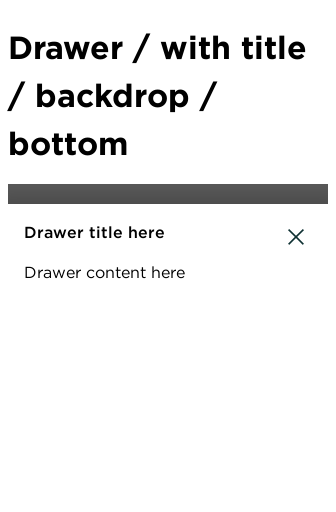 Drawer / with title
/ backdrop /
bottom
Drawer title here
Drawer content here